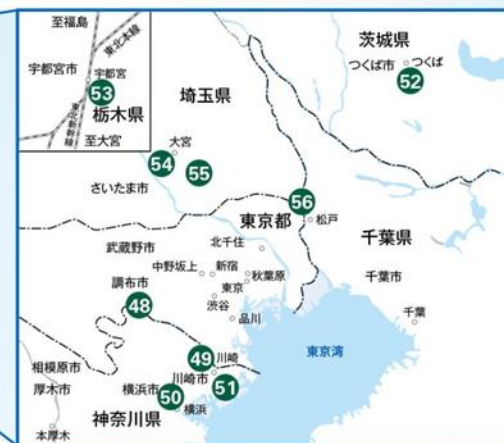 至福島
東北本線
宇都宮市
宇都宮
53
栃木県
東北新幹線
至大宮
茨城県
つくば市
つくば
52
埼玉県
大宮
54
55
さいたま市
56
東京都
松戸
千葉県
北千住
武蔵野市
中野坂上
新宿
秋葉原
千葉市
調布市
東京
48
渋谷
千葉
品川
東京湾
49
川崎
相模原市
川崎市
51
厚木市
横浜市
50
横浜
神奈川県
本厚木